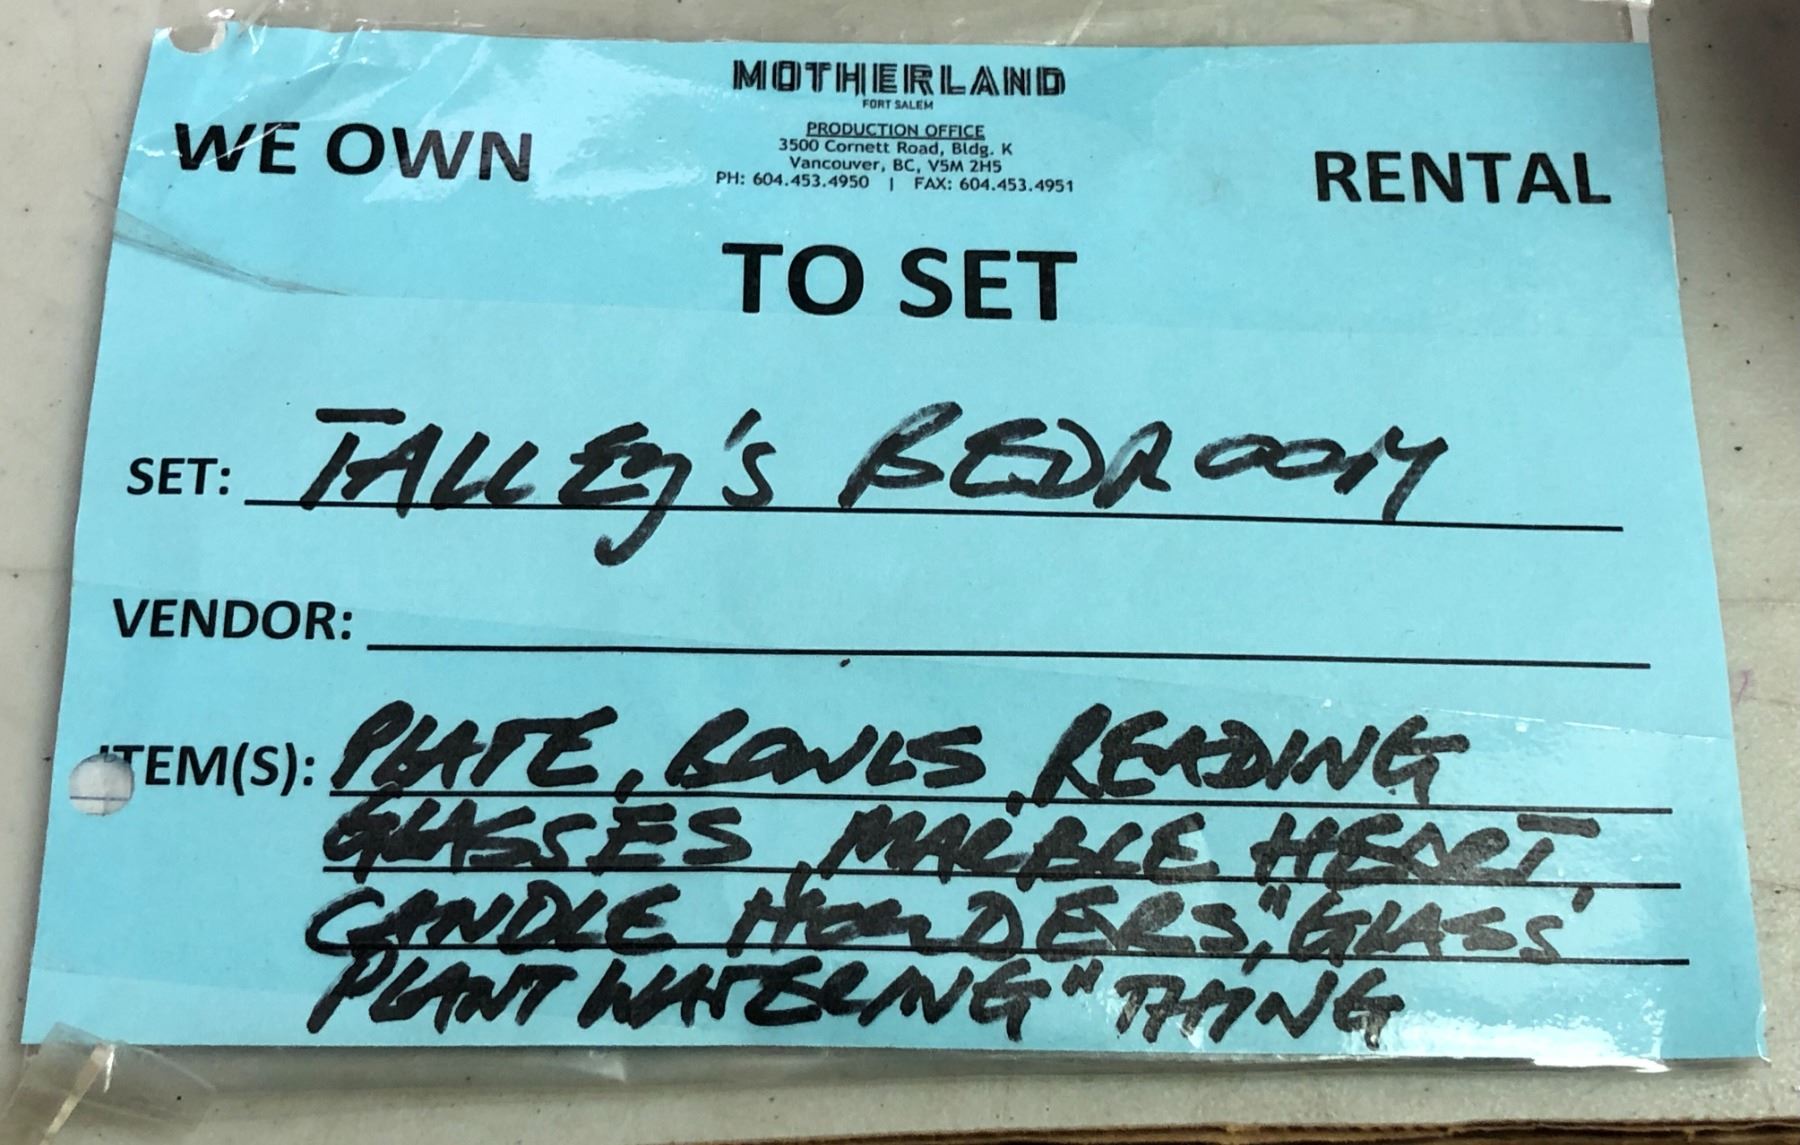 MOTHERLAND
FORT SALEM
WE OWN
PRODUCTION OFFICE
3500 Cornett Road, Bldg. K
Vancouver, BC, V5M 2H5
PH: 604.453.4950 | FAX: 604.453.4951
RENTAL
TO SET
SET: TALLEy's BEDROOM
VENDOR:
ITEM(S): PLATE, BOWLS, READING
GLASSES, MARBLE HEART,
CANDLE HOLDERS, "GLASS
PLANT WATERING" THING